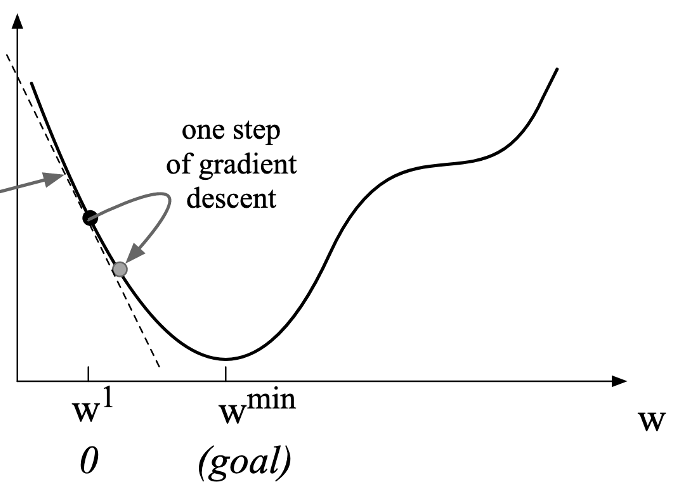 one step
of gradient
descent
w1 wmin
w
0 (goal)